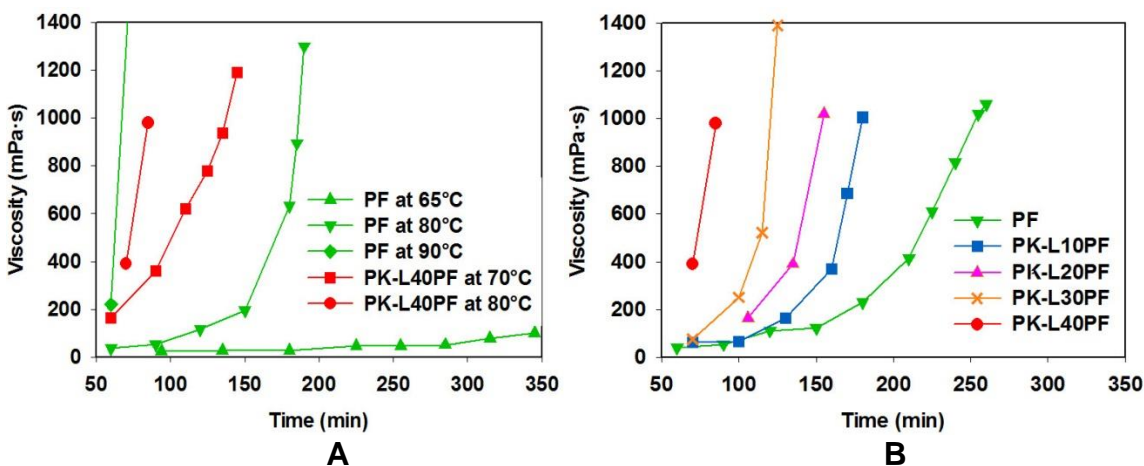 1400
1200
1000
800
600
400
200
0
Viscosity (mPa·s)
PF at 65°C
PF at 80°C
PF at 90°C
PK-L40PF at 70°C
PK-L40PF at 80°C
50 100 150 200 250 300 350
Time (min)
A
1400
1200
1000
800
600
400
200
0
Viscosity (mPa·s)
PF
PK-L10PF
PK-L20PF
PK-L30PF
PK-L40PF
50 100 150 200 250 300 350
Time (min)
B